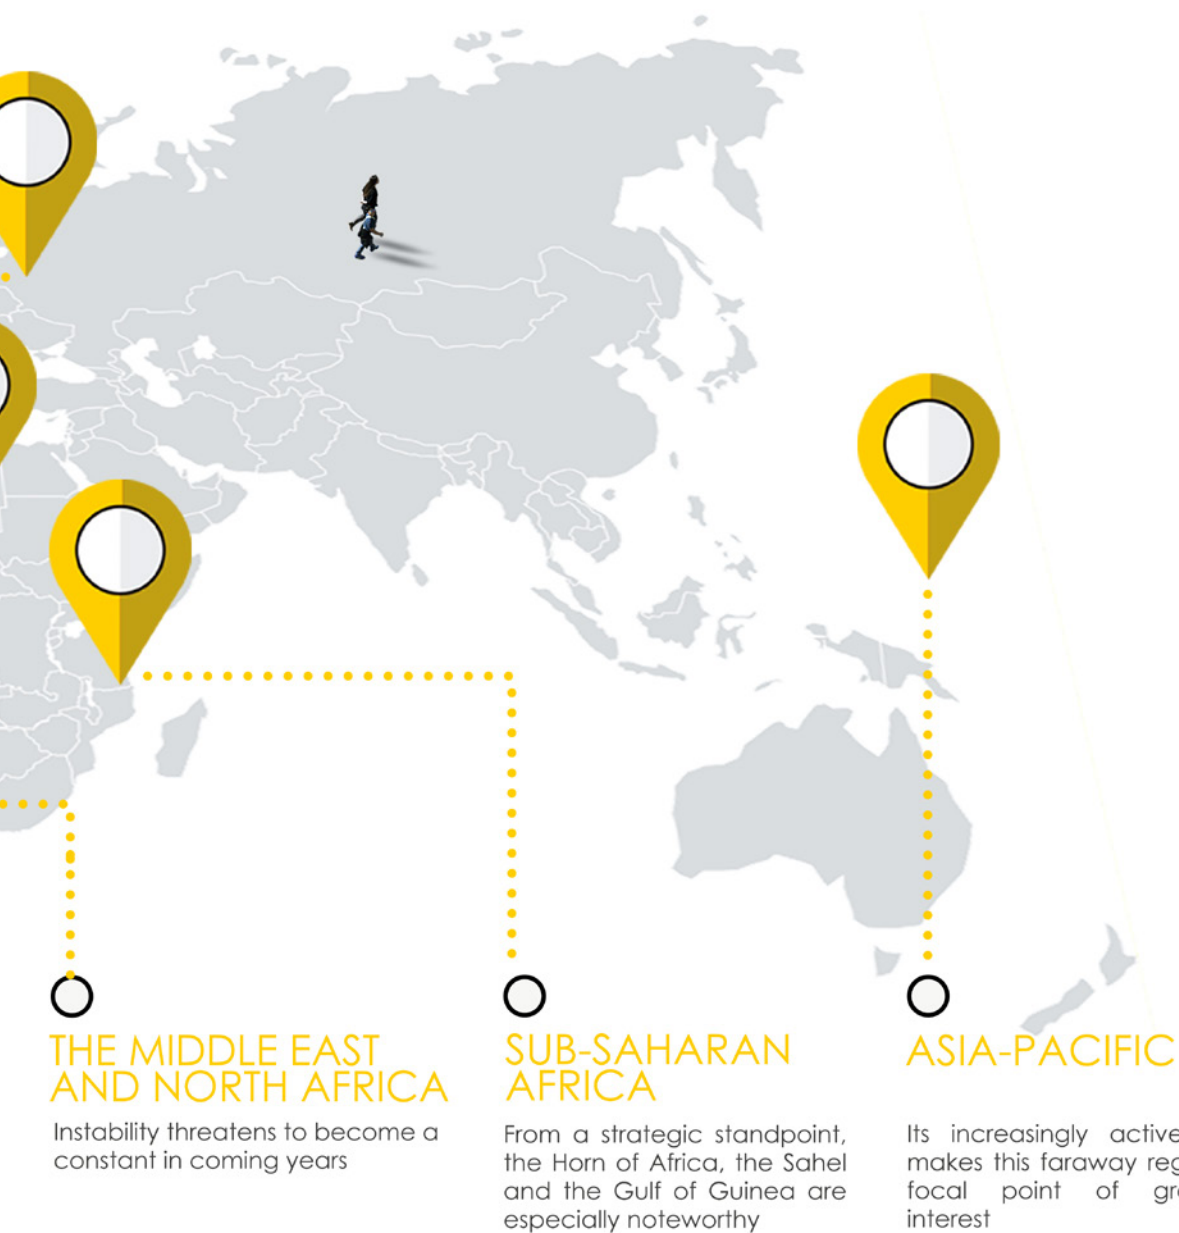 THE MIDDLE EAST
AND NORTH AFRICA
Instability threatens to become a
constant in coming years
SUB-SAHARAN
AFRICA
From a strategic standpoint,
the Horn of Africa, the Sahel
and the Gulf of Guinea are
especially noteworthy
ASIA-PACIFIC
Its increasingly active
makes this faraway
focal point of
interest